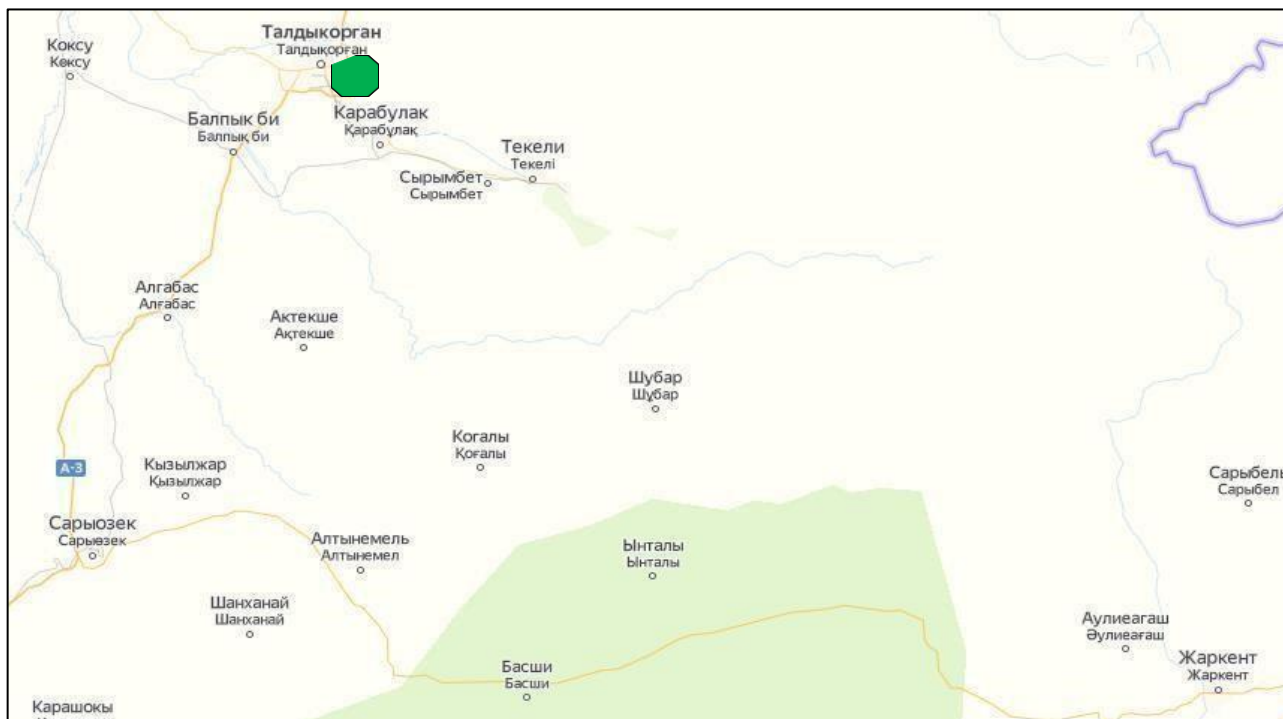 Талдыкорган
Талдықорған
Коксу
Көксу
Карабулак
Қарабұлақ
Балпык би
Балпық би
Текели
Текелі
Сырымбет
Сырымбет
Алгабас
Алғабас
Актекше
Ақтекше
Шубар
Шұбар
Когалы
Қоғалы
A-3
Кызылжар
Қызылжар
Сарыбель
Сарыбел
Сарыозек
Сарыөзек
Алтынемель
Алтынемел
Ынталы
Ынталы
Шанханай
Шанханай
Аулиеагаш
Әулиеағаш
Жаркент
Жаркент
Басши
Басши
Карашокы